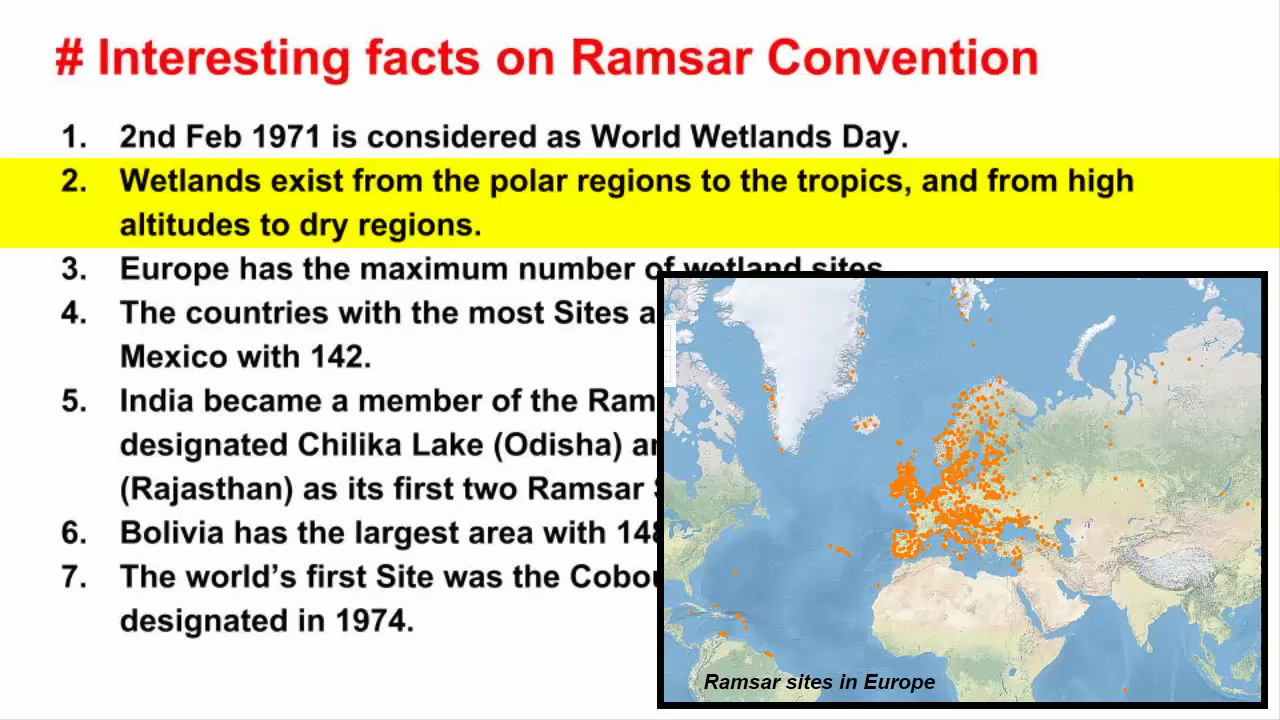 # Interesting facts on Ramsar Convention
1. 2nd Feb 1971 is considered as World Wetlands Day.
2. Wetlands exist from the polar regions to the tropics, and from high
altitudes to dry regions.
3. Europe has the maximum number of wetland sites
4. The countries with the most Sites
Mexico with 142.
5. India became a member of the
designated Chilika Lake (Odisha)
(Rajasthan) as its first two Ramsar
6. Bolivia has the largest area with
7. The world's first Site was the
designated in 1974.
Ramsar sites in Europe